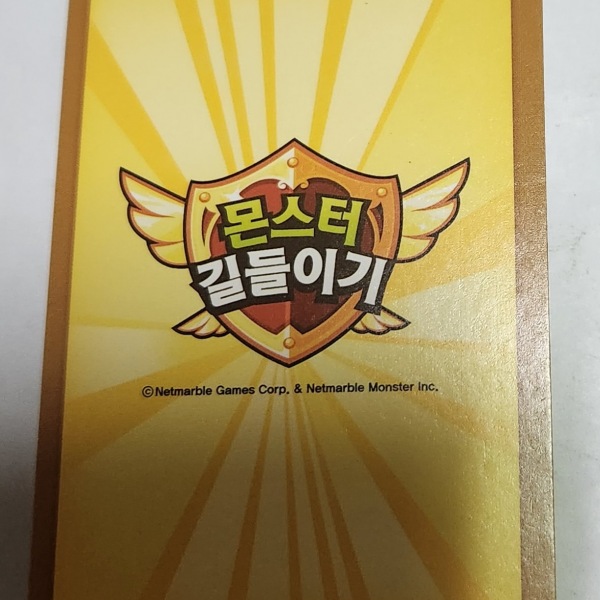 몬스터
길들이기
©Netmarble Games Corp. & Netmarble Monster Inc.